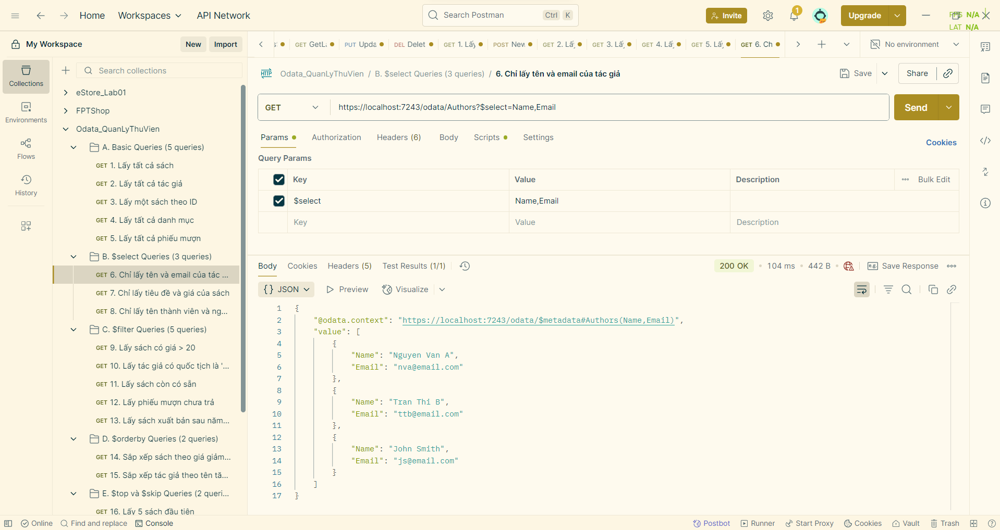 Home
Workspaces
API Network
Search Postman
Ctrl
K
Invite
1
Upgrade
N/A
LAT N/A
My Workspace
New
Import
GET GetL
PUT Upda
DEL Delet
GET 1. Lấy
POST New
GET 2. Lấy
GET 3. Lấy
GET 4. Lấy
GET 5. Lấy
GET 6. Ch
No environment
Collections
Environments
Flows
History
Search collections
eStore_Lab01
FPTShop
Odata_QuanLyThuVien
A. Basic Queries (5 queries)
GET 1. Lấy tất cả sách
GET 2. Lấy tất cả tác giả
GET 3. Lấy một sách theo ID
GET 4. Lấy tất cả danh mục
GET 5. Lấy tất cả phiếu mượn
B. $select Queries (3 queries)
GET 6. Chỉ lấy tên và email của tác ...
GET 7. Chỉ lấy tiêu đề và giá của sách
GET 8. Chỉ lấy tên thành viên và ng...
C. $filter Queries (5 queries)
GET 9. Lấy sách có giá > 20
GET 10. Lấy tác giả có quốc tịch là '...
GET 11. Lấy sách còn có sẵn
GET 12. Lấy phiếu mượn chưa trả
GET 13. Lấy sách xuất bản sau năm...
D. $orderby Queries (2 queries)
GET 14. Sắp xếp sách theo giá giảm...
GET 15. Sắp xếp tác giả theo tên tă...
E. $top và $skip Queries (2 queri...
GET 16. Lấy 5 sách đầu tiên
HTTP
Odata_QuanLyThuVien / B. $select Queries (3 queries) / 6. Chỉ lấy tên và email của tác giả
Save
Share
GET
https://localhost:7243/odata/Authors?$select=Name,Email
Send
Params
Authorization
Headers (6)
Body
Scripts
Settings
Cookies
Query Params
Key
Value
Description
Bulk Edit
$select
Name,Email
Key
Value
Description
Body
Cookies
Headers (5)
Test Results (1/1)
200 OK
104 ms
442 B
e.g.
Save Response
{} JSON
Preview
Visualize
1 {
2 "@odata.context": "https://localhost:7243/odata/$metadata#Authors(Name,Email)",
3 "value": [
4 {
5 "Name": "Nguyen Van A",
6 "Email": "nva@email.com"
7 },
8 {
9 "Name": "Tran Thi B",
10 "Email": "ttb@email.com"
11 },
12 {
13 "Name": "John Smith",
14 "Email": "js@email.com"
15 }
16 ]
17 }
Online
Find and replace
Console
Postbot
Runner
Start Proxy
Cookies
Vault
Trash